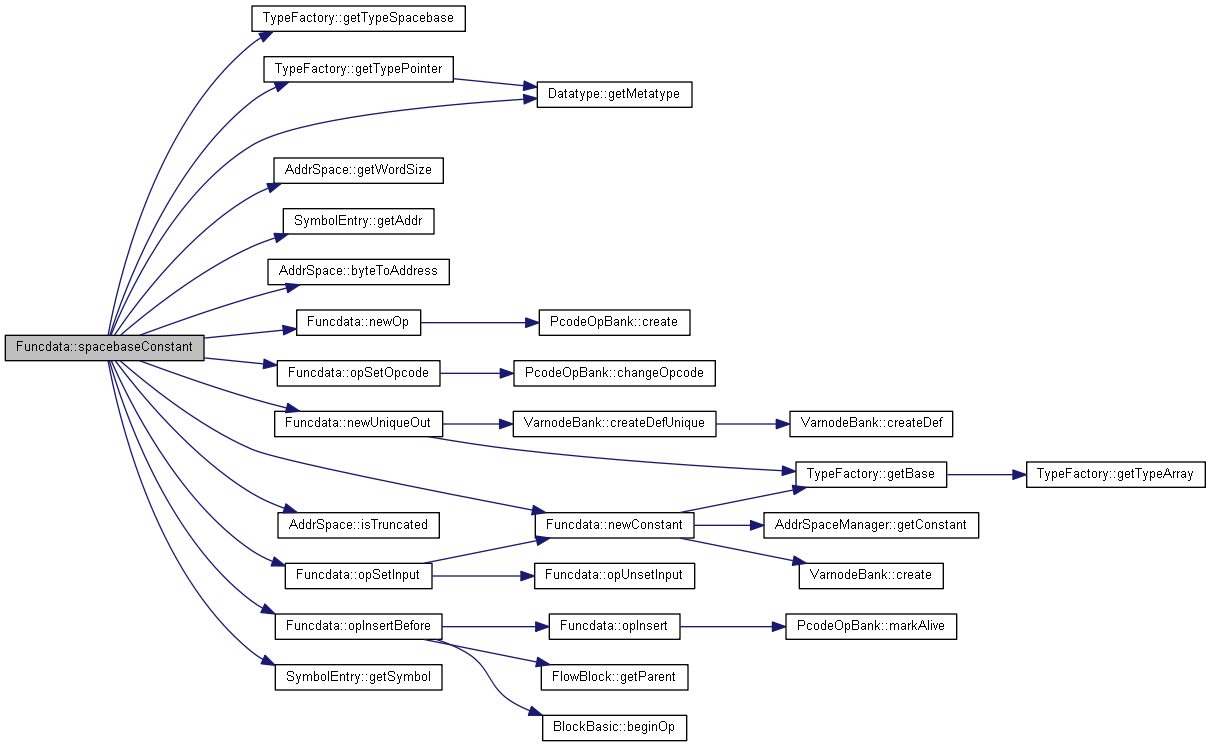 TypeFactory::getTypeSpacebase
TypeFactory::getTypePointer
Datatype::getMetatype
AddrSpace::getWordSize
SymbolEntry::getAddr
AddrSpace::byteToAddress
Funcdata::newOp
PcodeOpBank::create
Funcdata::spacebaseConstant
Funcdata::opSetOpcode
PcodeOpBank::changeOpcode
Funcdata::newUniqueOut
VarnodeBank::createDefUnique
VarnodeBank::createDef
TypeFactory::getBase
TypeFactory::getTypeArray
AddrSpace::isTruncated
Funcdata::newConstant
AddrSpaceManager::getConstant
Funcdata::opSetInput
Funcdata::opUnsetInput
VarnodeBank::create
Funcdata::opInsertBefore
Funcdata::opInsert
PcodeOpBank::markAlive
SymbolEntry::getSymbol
FlowBlock::getParent
BlockBasic::beginOp